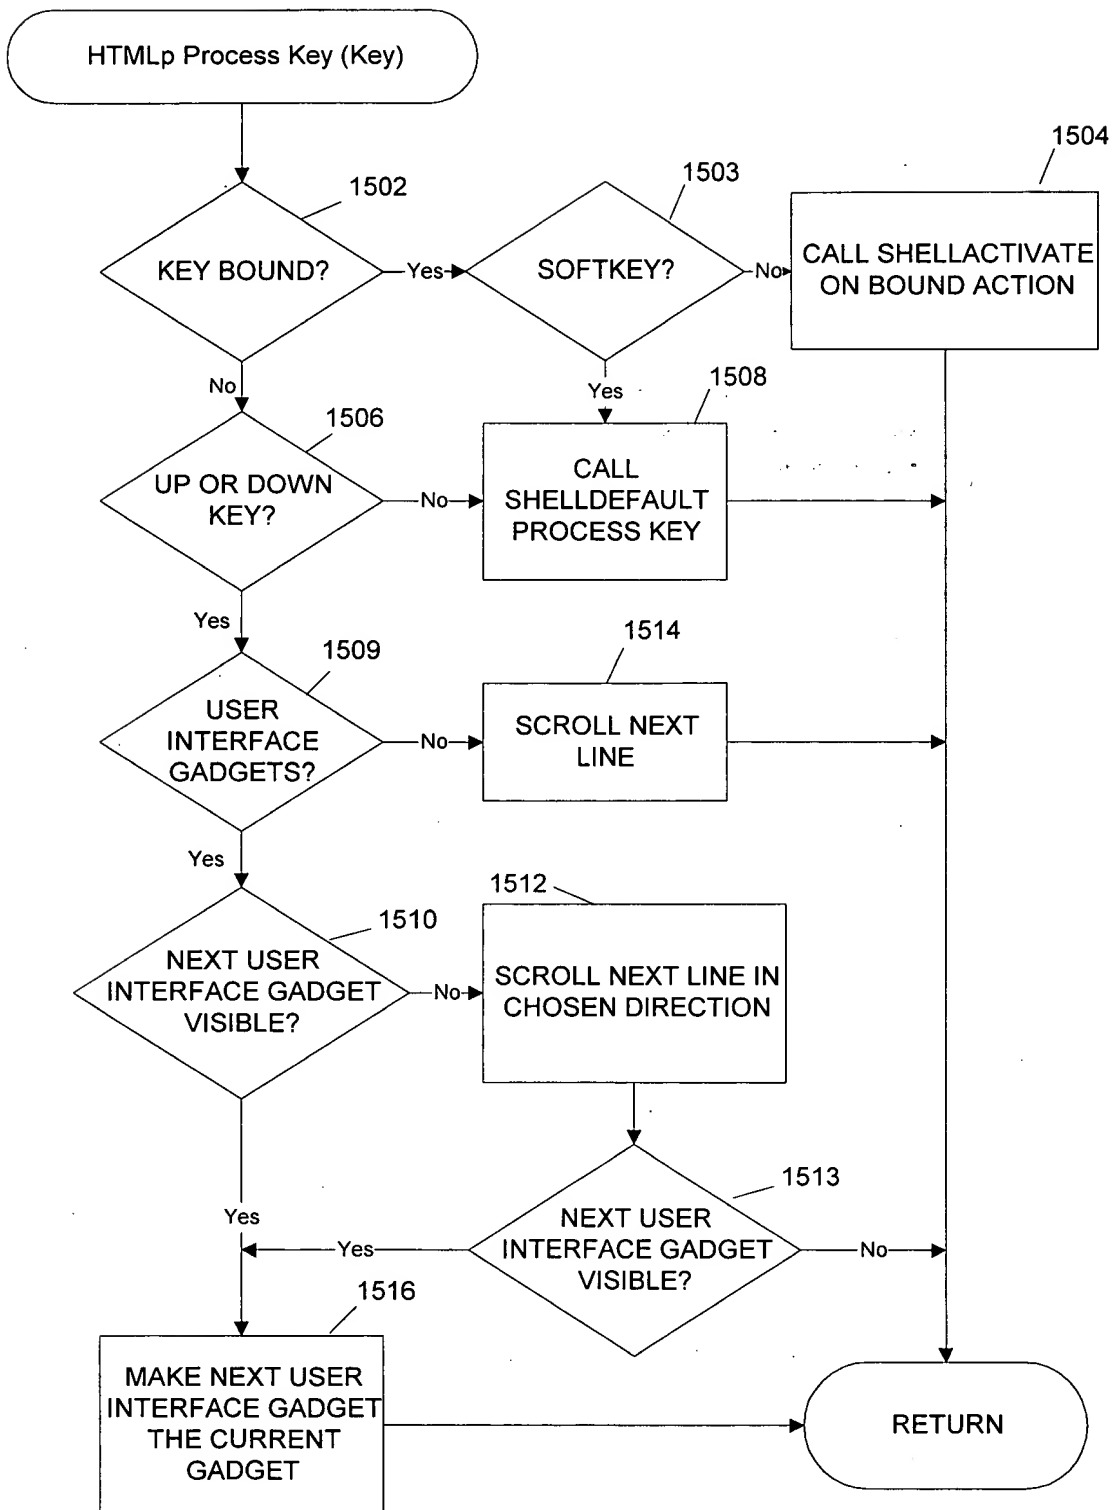 HTMLp Process Key (Key)
1502
1503
1504
KEY BOUND?
Yes
SOFTKEY?
No
CALL SHELLACTIVATE
ON BOUND ACTION
No
Yes
1506
1508
UP OR DOWN
KEY?
No
CALL
SHELLDEFAULT
PROCESS KEY
Yes
1509
1514
USER
INTERFACE
GADGETS?
No
SCROLL NEXT
LINE
Yes
1510
1512
NEXT USER
INTERFACE GADGET
VISIBLE?
No
SCROLL NEXT LINE IN
CHOSEN DIRECTION
Yes
1513
NEXT USER
INTERFACE GADGET
VISIBLE?
Yes
No
1516
MAKE NEXT USER
INTERFACE GADGET
THE CURRENT
GADGET
RETURN